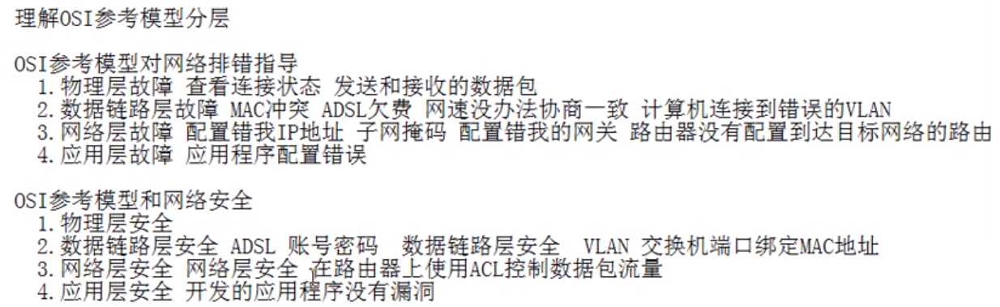 理解OSI参考模型分层
OSI参考模型对网络排错指导
1.物理层故障 查看连接状态 发送和接收的数据包
2.数据链路层故障 MAC冲突 ADSL欠费 网速没办法协商一致 计算机连接到错误的VLAN
3.网络层故障 配置错我IP地址 子网掩码 配置错我的网关 路由器没有配置到达目标网络的路由
4.应用层故障 应用程序配置错误
OSI参考模型和网络安全
1.物理层安全
2.数据链路层安全 ADSL 账号密码 数据链路层安全 VLAN 交换机端口绑定MAC地址
3.网络层安全 网络层安全 在路由器上使用ACL控制数据包流量
4.应用层安全 开发的应用程序没有漏洞